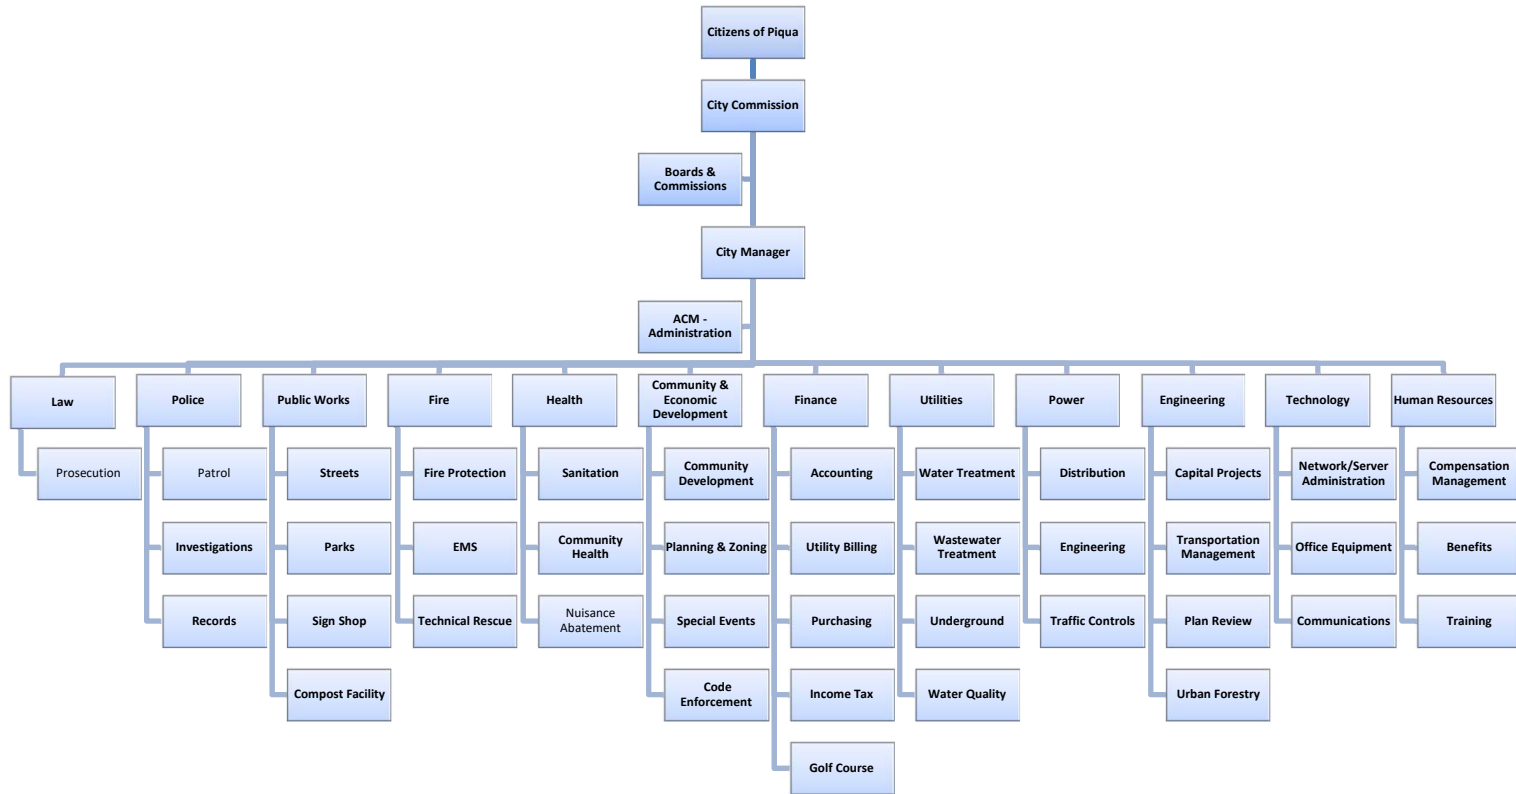 Citizens of Piqua
City Commission
Boards &
Commissions
City Manager
ACM -
Administration
Law
Police
Public Works
Fire
Health
Community &
Economic
Development
Finance
Utilities
Power
Engineering
Technology
Human Resources
Prosecution
Patrol
Streets
Fire Protection
Sanitation
Community
Development
Accounting
Water Treatment
Distribution
Capital Projects
Network/Server
Administration
Compensation
Management
Investigations
Parks
EMS
Community
Health
Planning & Zoning
Utility Billing
Wastewater
Treatment
Engineering
Transportation
Management
Office Equipment
Benefits
Records
Sign Shop
Technical Rescue
Nuisance
Abatement
Special Events
Purchasing
Underground
Traffic Controls
Plan Review
Communications
Training
Compost Facility
Code
Enforcement
Income Tax
Water Quality
Urban Forestry
Golf Course